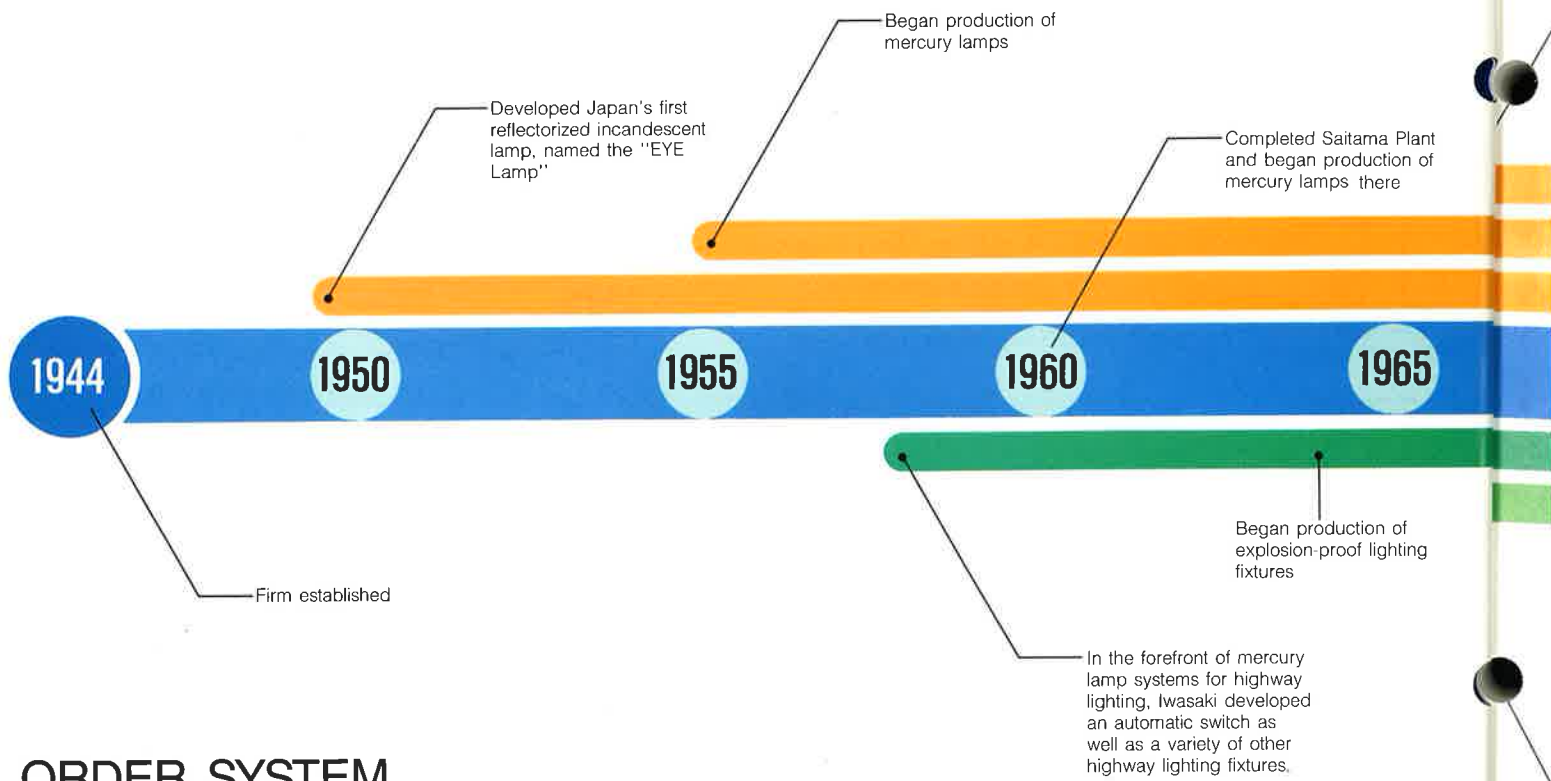 Began production of
mercury lamps
Developed Japan's first
reflectorized incandescent
lamp, named the "EYE
Lamp"
Completed Saitama Plant
and began production of
mercury lamps there
1944
1950
1955
1960
1965
Began production of
explosion-proof lighting
fixtures
Firm established
In the forefront of mercury
lamp systems for highway
lighting, Iwasaki developed
an automatic switch as
well as a variety of other
highway lighting fixtures.
ORDER SYSTEM